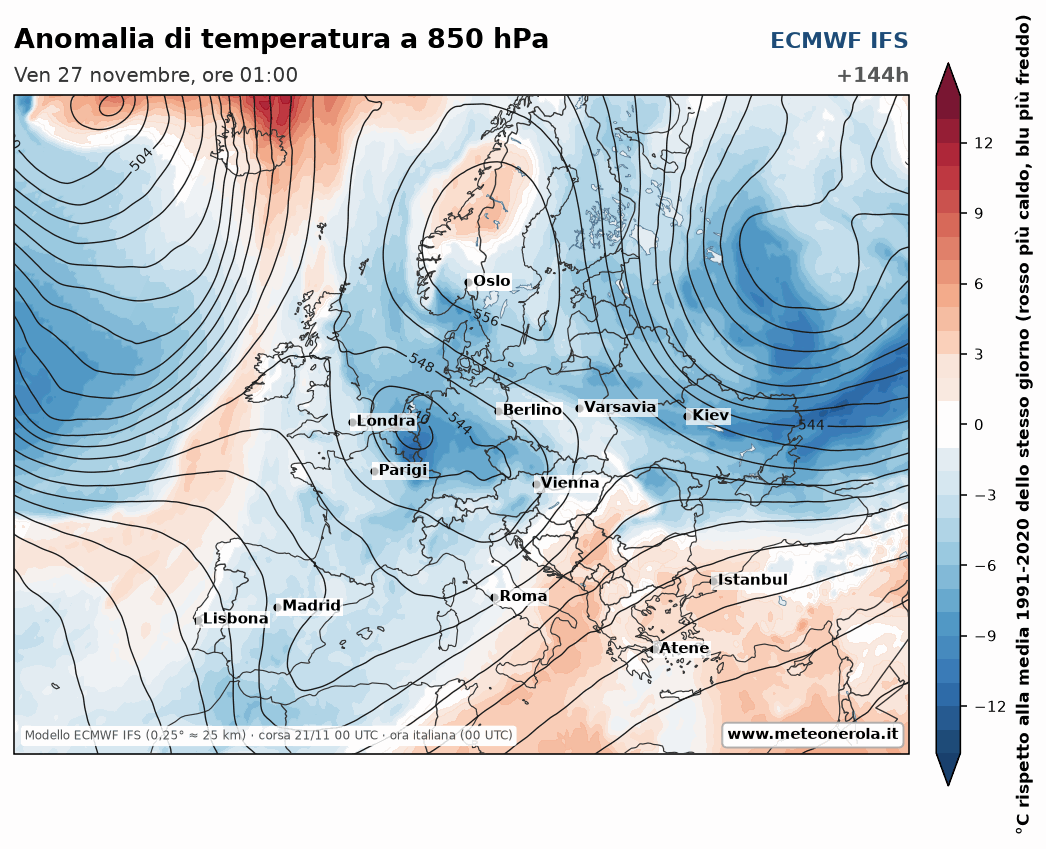 Anomalia di temperatura a 850 hPa
ECMWF IFS
Ven 27 novembre, ore 01:00
+144h
504
Oslo
556
548
544
Berlino
Varsavia
Kiev
Londra
544
Parigi
Vienna
Istanbul
Roma
Madrid
Lisbona
Atene
Modello ECMWF IFS (0,25° ≈ 25 km) · corsa 21/11 00 UTC · ora italiana (00 UTC)
www.meteonerola.it
12
9
6
3
0
−3
−6
−9
−12
°C rispetto alla media 1991-2020 dello stesso giorno (rosso più caldo, blu più freddo)